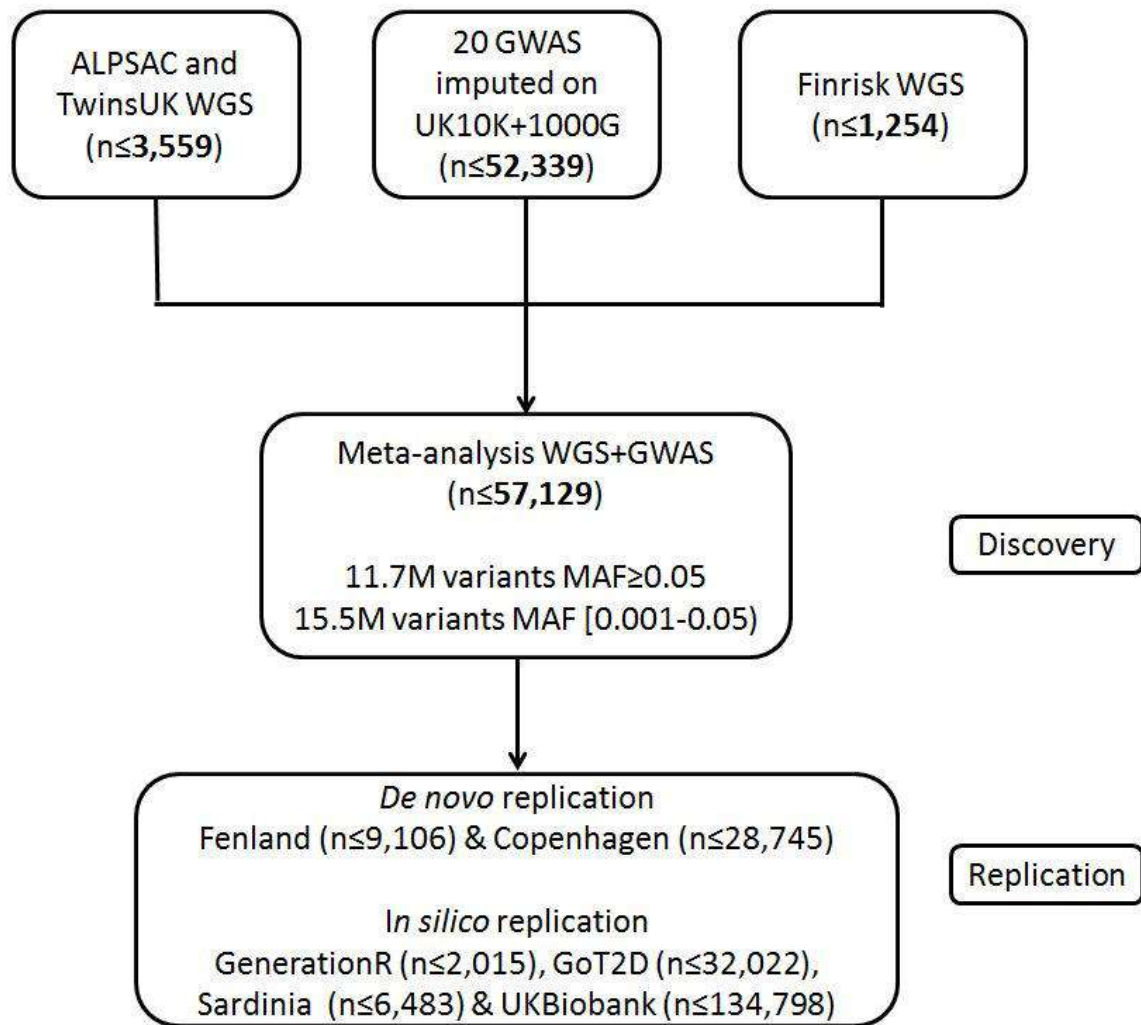 ALPSAC and
TwinsUK WGS
(n≤3,559)
20 GWAS
imputed on
UK10K+1000G
(n≤52,339)
Finrisk WGS
(n≤1,254)
Meta-analysis WGS+GWAS
(n≤57,129)
11.7M variants MAF≥0.05
15.5M variants MAF [0.001-0.05)
Discovery
De novo replication
Fenland (n≤9,106) & Copenhagen (n≤28,745)
In silico replication
GenerationR (n≤2,015), GoT2D (n≤32,022),
Sardinia (n≤6,483) & UKBiobank (n≤134,798)
Replication